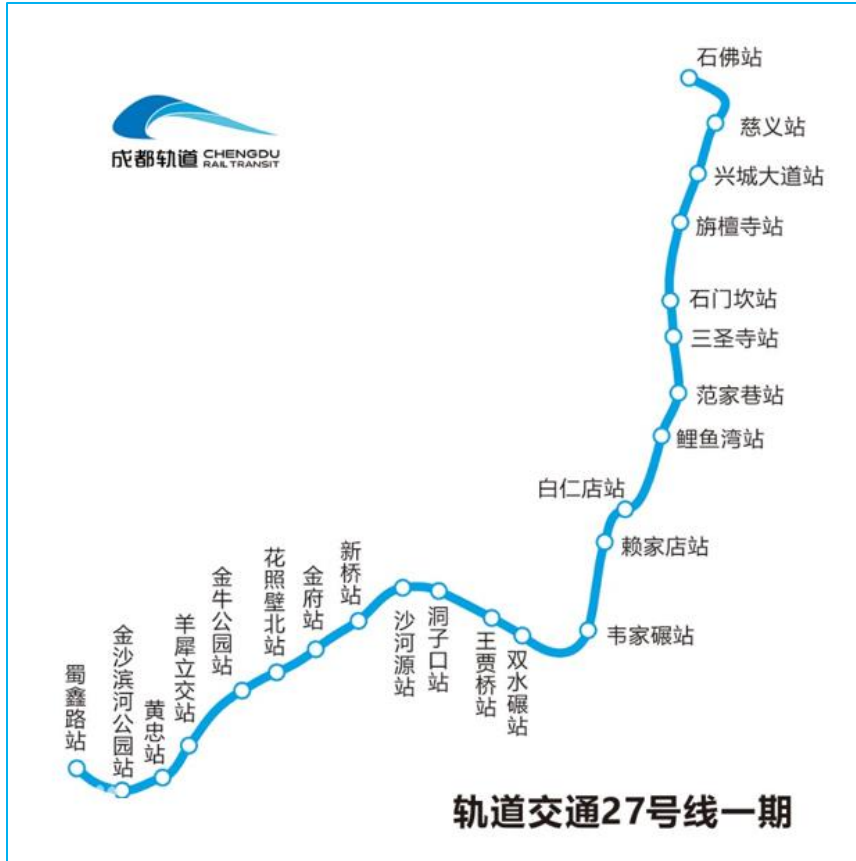 石佛站
成都轨道 CHENGDU
RAIL TRANSIT
慈义站
兴城大道站
旃檀寺站
石门坎站
三圣寺站
范家巷站
鲤鱼湾站
白仁店站
赖家店站
韦家碾站
双水碾站
王贾桥站
洞子口站
沙河源站
新桥站
金府站
花照壁北站
金牛公园站
羊犀立交站
黄忠站
金沙滨河公园站
蜀鑫路站
轨道交通27号线一期